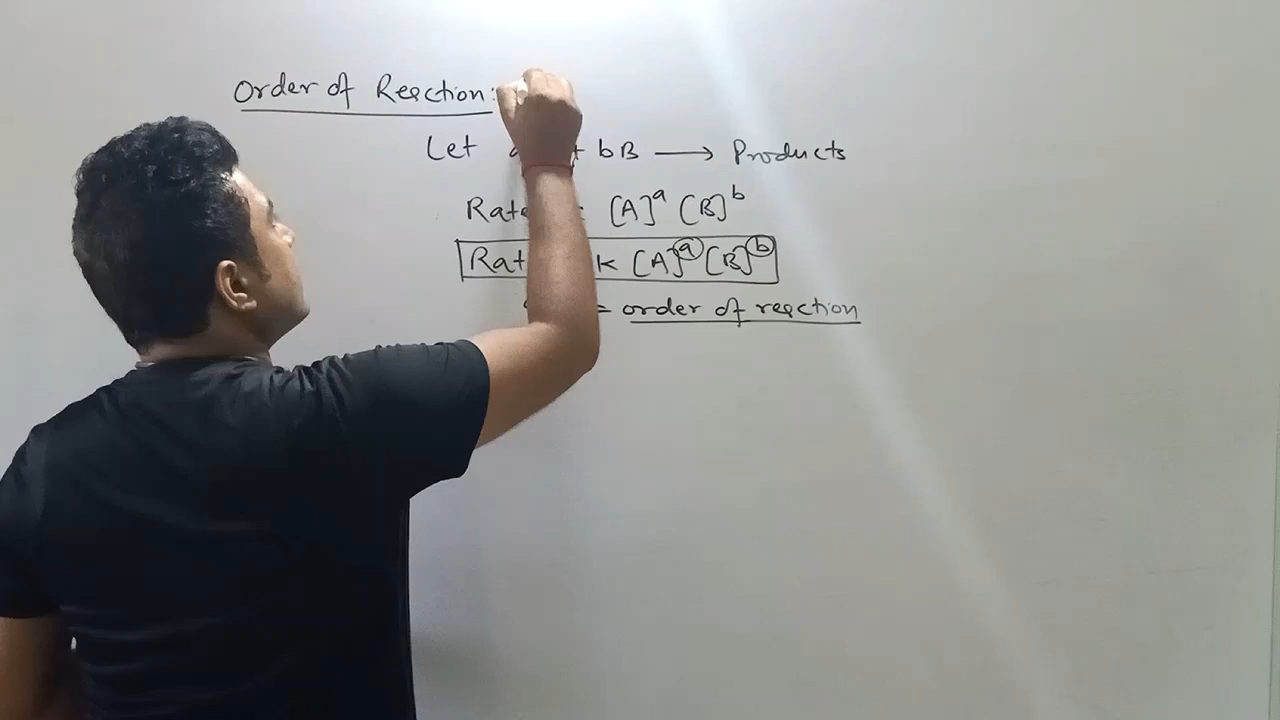 Order of Reaction:
Let + bB ⟶ Products
Rate [A]ᵃ [B]ᵇ
Rat k [A]ᵃ [B]ᵇ
= order of reaction